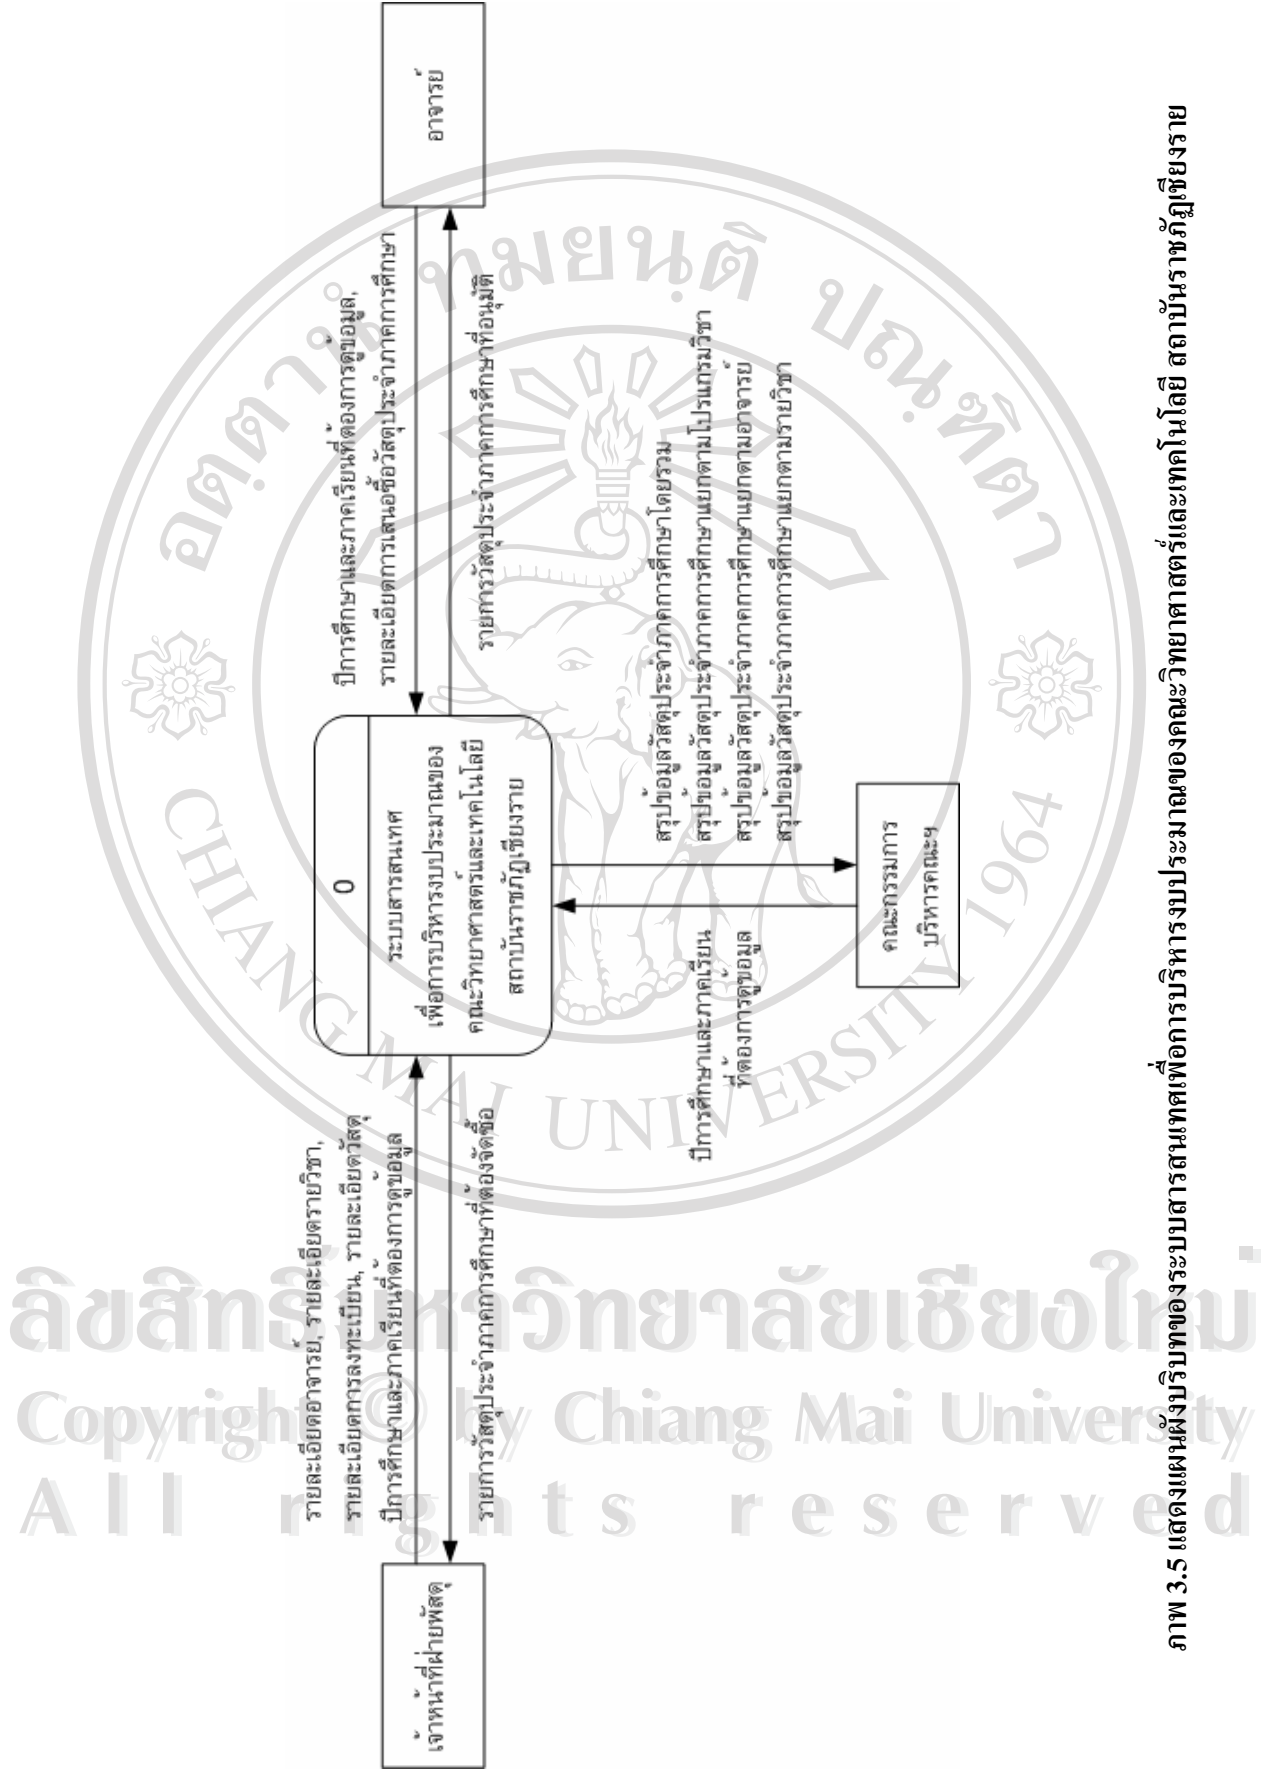 เจ้าหน้าที่ฝ่ายพัสดุ
รายละเอียดอาจารย์, รายละเอียดรายวิชา,
รายละเอียดการลงทะเบียน, รายละเอียดวัสดุ
ปีการศึกษาและภาคเรียนที่ต้องการดูข้อมูล
รายการวัสดุประจำภาคการศึกษาที่ต้องจัดซื้อ
0
ระบบสารสนเทศ
เพื่อการบริหารงบประมาณของ
คณะวิทยาศาสตร์และเทคโนโลยี
สถาบันราชภัฏเชียงราย
ปีการศึกษาและภาคเรียนที่ต้องการดูข้อมูล,
รายละเอียดการเสนอซื้อวัสดุประจำภาคการศึกษา
รายการวัสดุประจำภาคการศึกษาที่อนุมัติ
อาจารย์
ปีการศึกษาและภาคเรียน
ที่ต้องการดูข้อมูล
สรุปข้อมูลวัสดุประจำภาคการศึกษาโดยรวม
สรุปข้อมูลวัสดุประจำภาคการศึกษาแยกตามโปรแกรมวิชา
สรุปข้อมูลวัสดุประจำภาคการศึกษาแยกตามอาจารย์
สรุปข้อมูลวัสดุประจำภาคการศึกษาแยกตามรายวิชา
คณะกรรมการ
บริหารคณะฯ
ภาพ 3.5 แสดงแผนผังบริบทของระบบสารสนเทศเพื่อการบริหารงบประมาณของคณะวิทยาศาสตร์และเทคโนโลยี สถาบันราชภัฏเชียงราย
อตฺตานํ ทมยนฺติ ปณฺฑิตา
CHIANG MAI UNIVERSITY 1964
ลิขสิทธิ์มหาวิทยาลัยเชียงใหม่
Copyright © by Chiang Mai University
All rights reserved